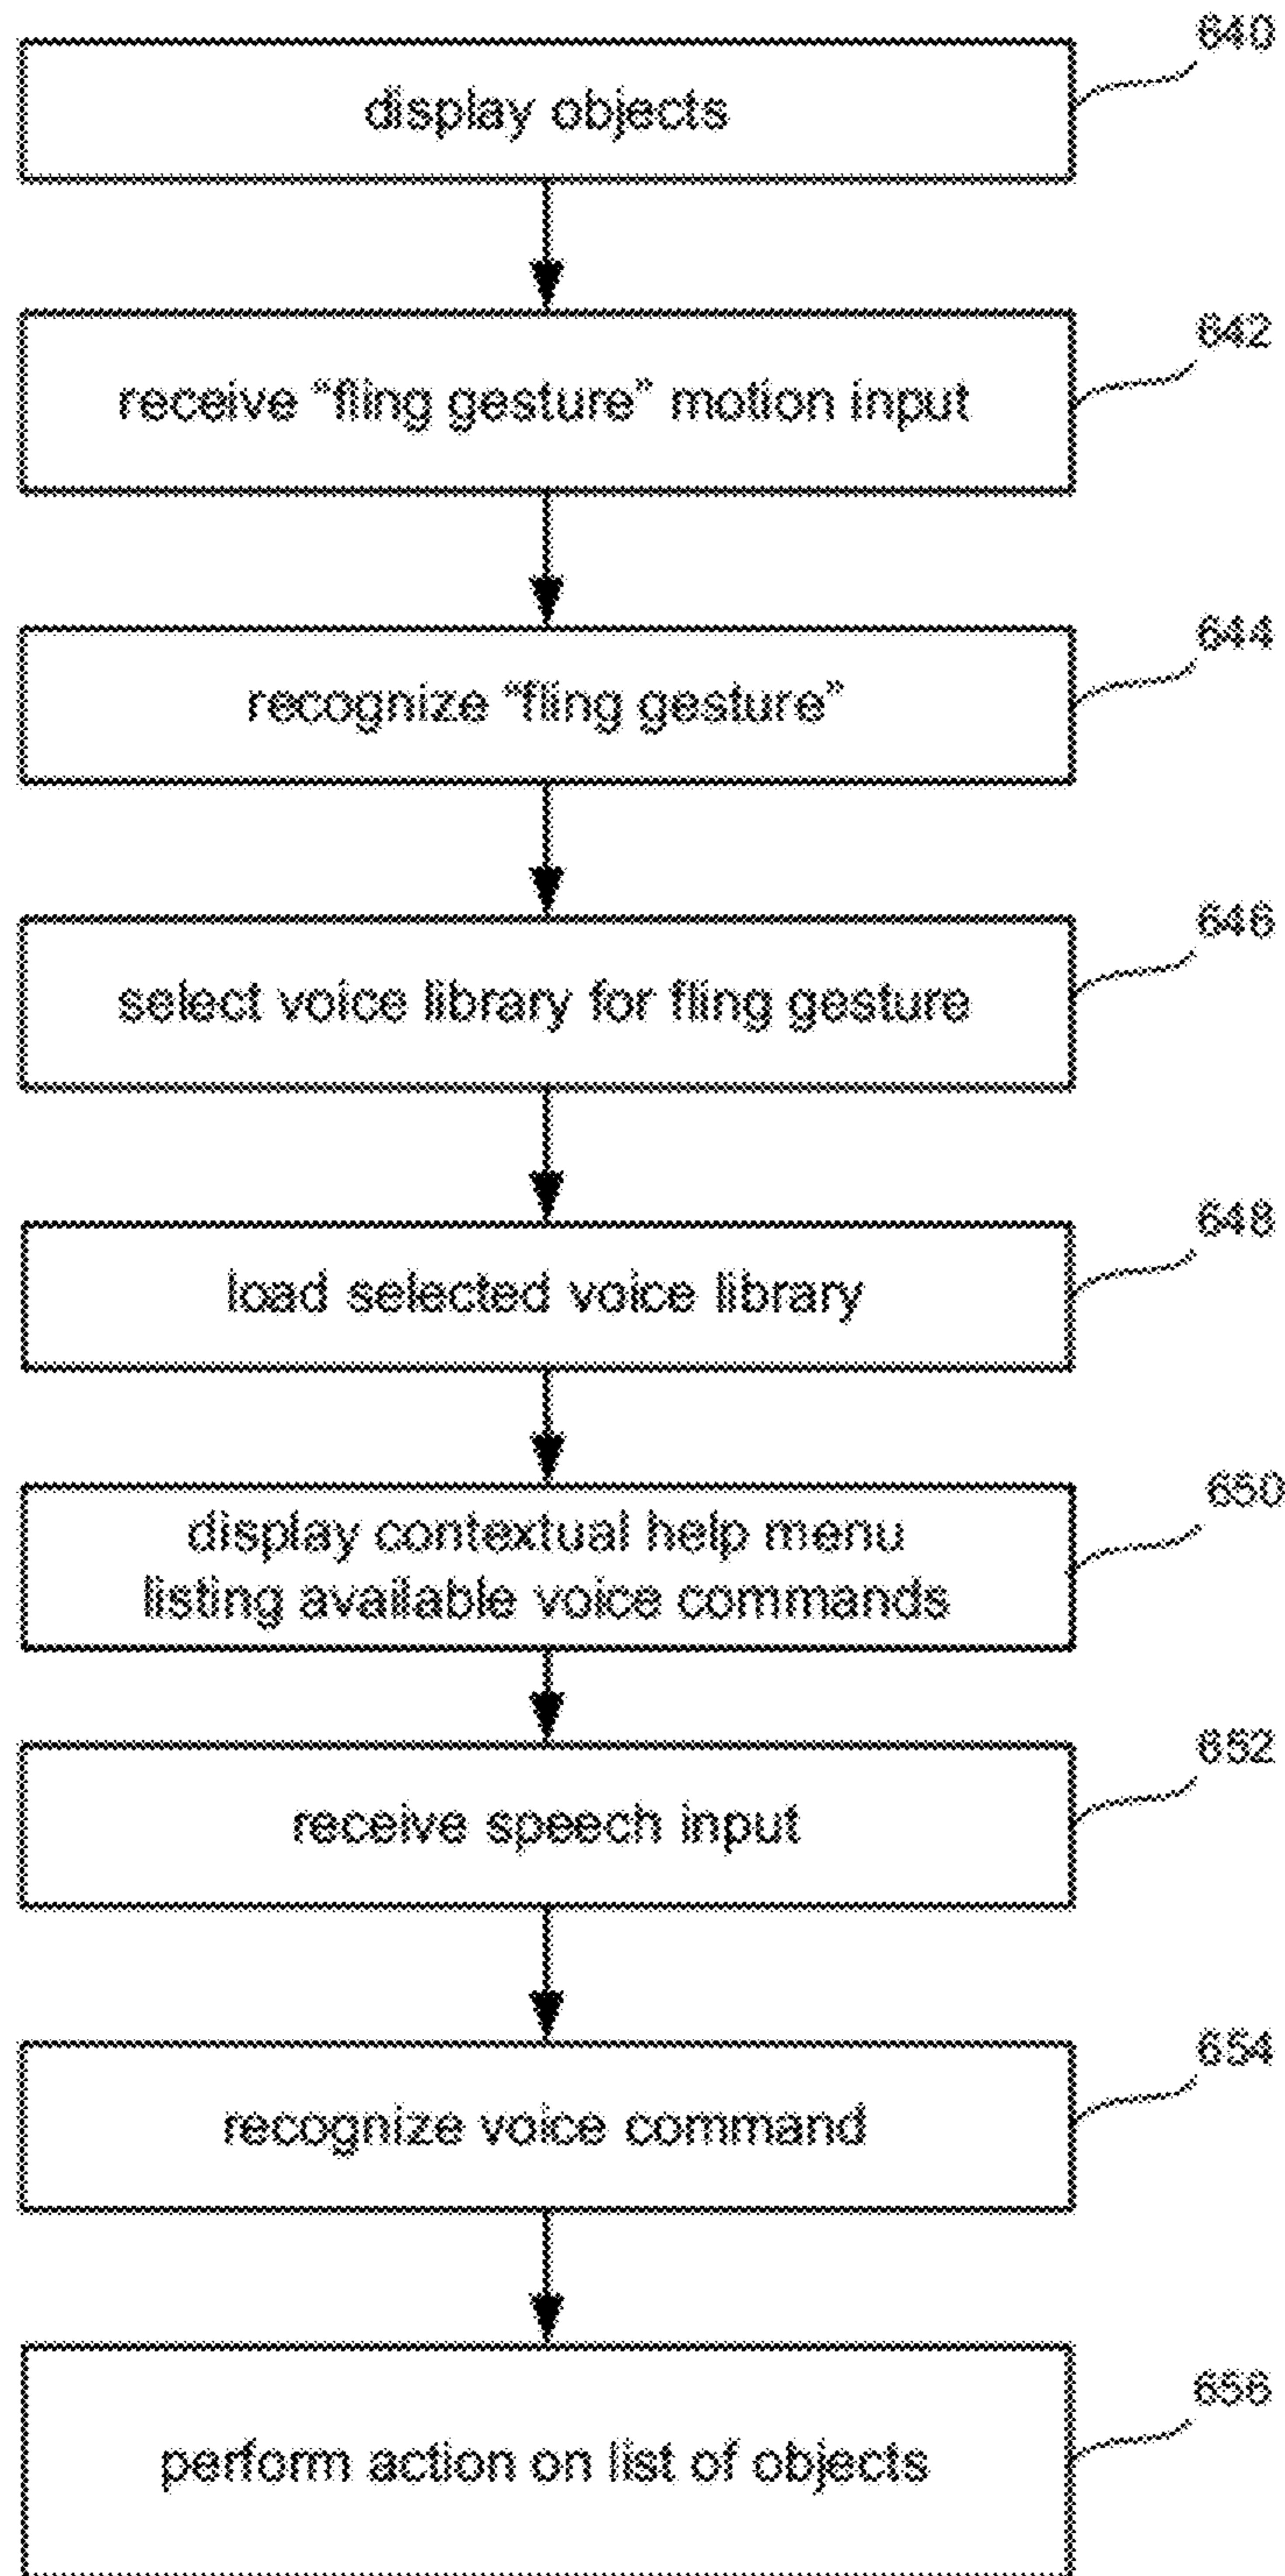 640
display objects
642
receive “fling gesture” motion input
644
recognize “fling gesture”
646
select voice library for fling gesture
648
load selected voice library
650
display contextual help menu
listing available voice commands
652
receive speech input
654
recognize voice command
656
perform action on list of objects